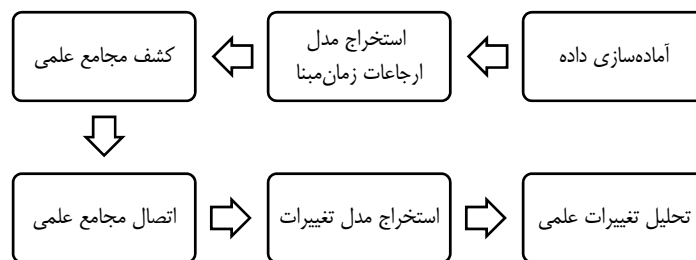 آماده‌سازی داده
استخراج مدل
ارجاعات زمان‌مبنا
کشف مجامع علمی
اتصال مجامع علمی
استخراج مدل تغییرات
تحلیل تغییرات علمی